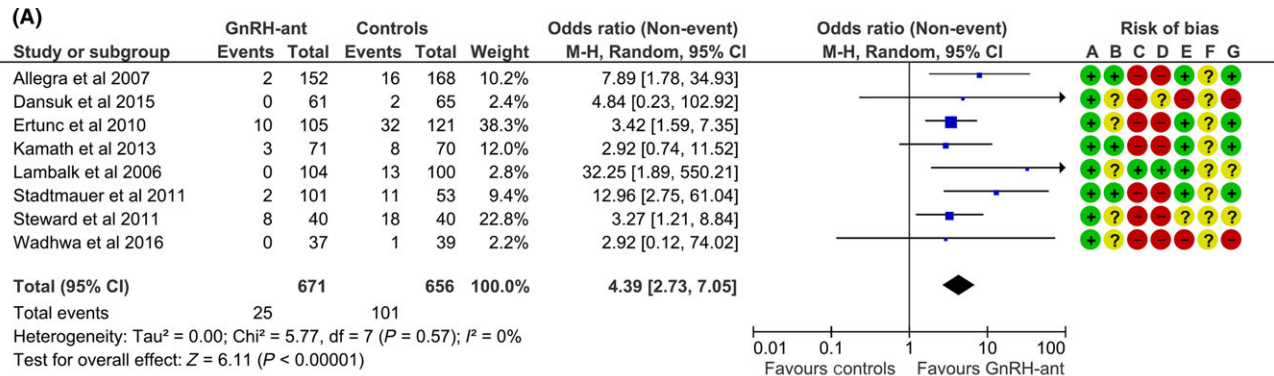 (A)
GnRH-ant Controls Odds ratio (Non-event) Odds ratio (Non-event) Risk of bias
Study or subgroup Events Total Events Total Weight M-H, Random, 95% CI M-H, Random, 95% CI A B C D E F G
Allegra et al 2007 2 152 16 168 10.2% 7.89 [1.78, 34.93] + + − − + ? +
Dansuk et al 2015 0 61 2 65 2.4% 4.84 [0.23, 102.92] + ? − ? − ? −
Ertunc et al 2010 10 105 32 121 38.3% 3.42 [1.59, 7.35] + ? − − + ? +
Kamath et al 2013 3 71 8 70 12.0% 2.92 [0.74, 11.52] + + − − + ? +
Lambalk et al 2006 0 104 13 100 2.8% 32.25 [1.89, 550.21] + ? + + + ? ?
Stadtmauer et al 2011 2 101 11 53 9.4% 12.96 [2.75, 61.04] + + − − + ? +
Steward et al 2011 8 40 18 40 22.8% 3.27 [1.21, 8.84] + ? − − ? ? ?
Wadhwa et al 2016 0 37 1 39 2.2% 2.92 [0.12, 74.02] + ? − − − ? −
Total (95% CI) 671 656 100.0% 4.39 [2.73, 7.05]
Total events 25 101
Heterogeneity: Tau² = 0.00; Chi² = 5.77, df = 7 (P = 0.57); I² = 0%
Test for overall effect: Z = 6.11 (P < 0.00001)
0.01 0.1 1 10 100
Favours controls Favours GnRH-ant